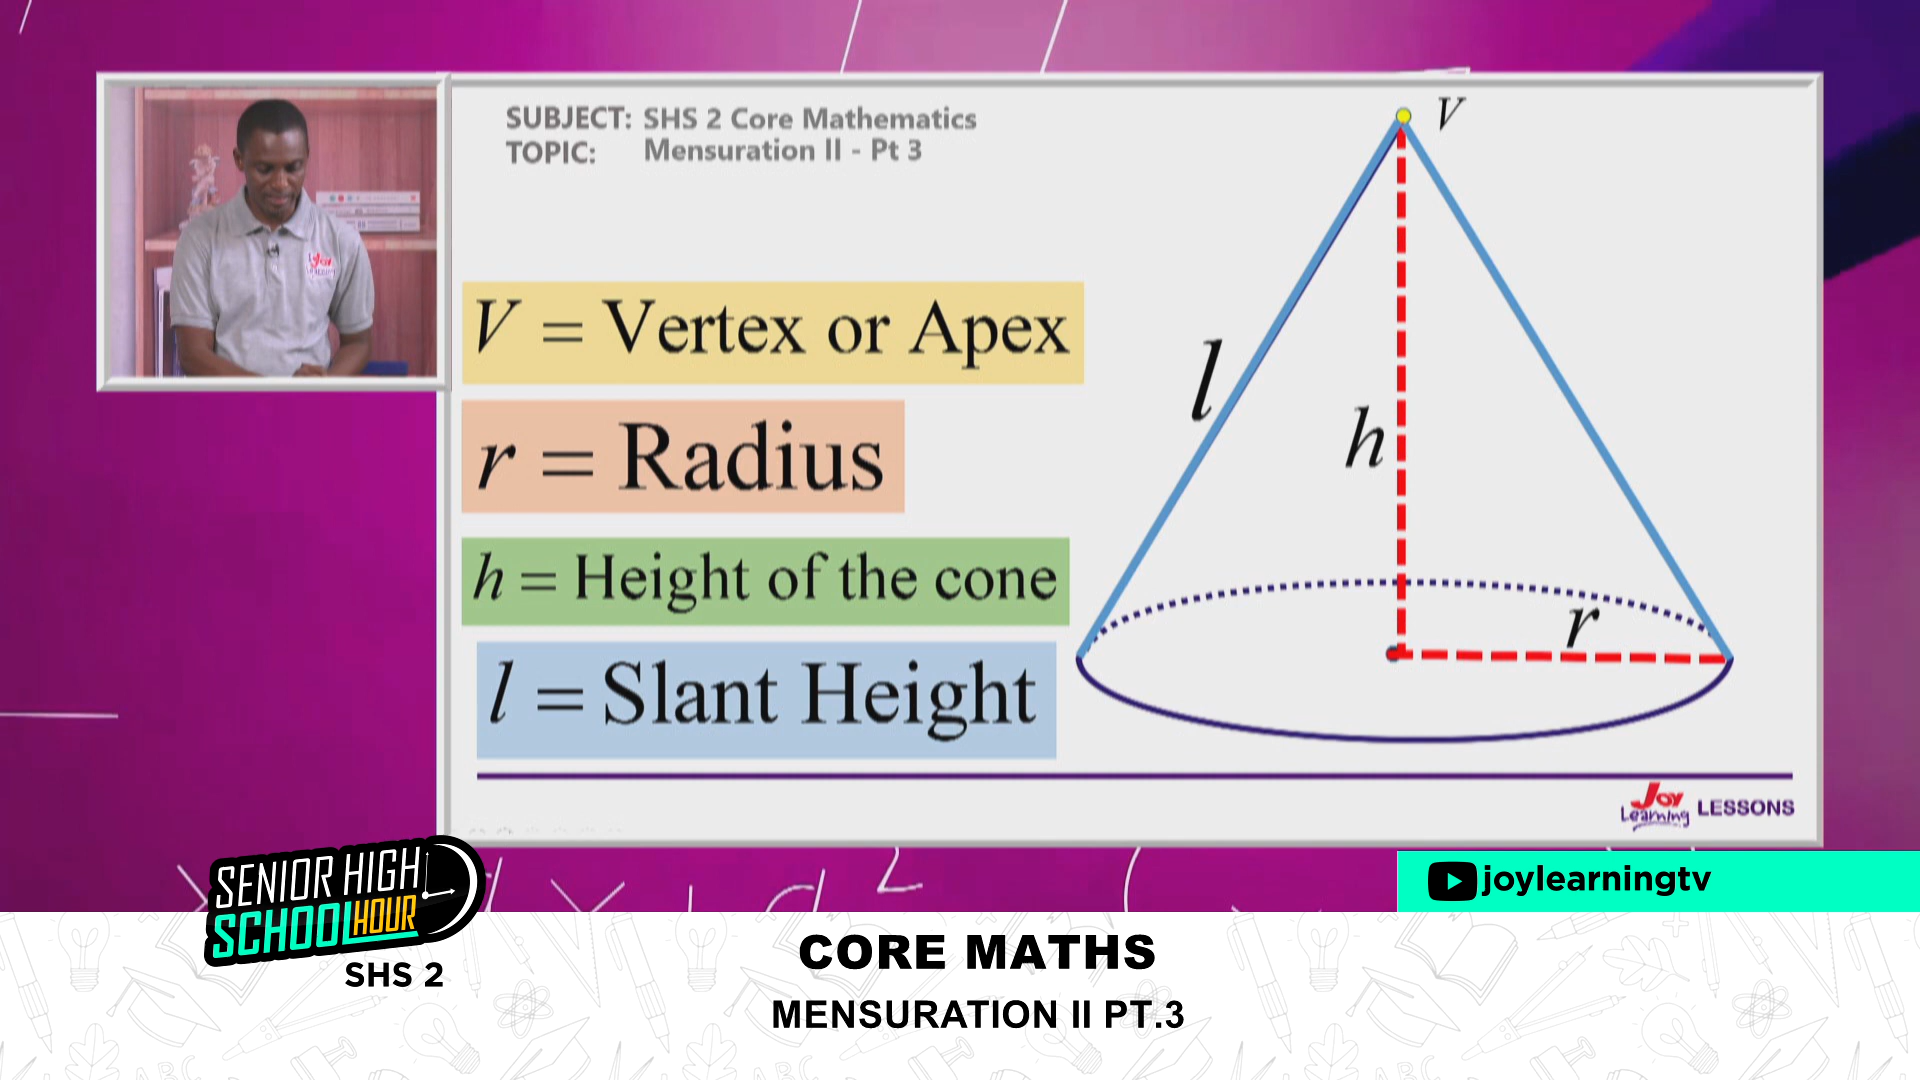 SUBJECT: SHS 2 Core Mathematics
TOPIC: Mensuration II - Pt 3
V
V = Vertex or Apex
l
r = Radius
h
h = Height of the cone
r
l = Slant Height
Joy Learning LESSONS
joylearningtv
SENIOR HIGH
SCHOOL HOUR
SHS 2
CORE MATHS
MENSURATION II PT.3